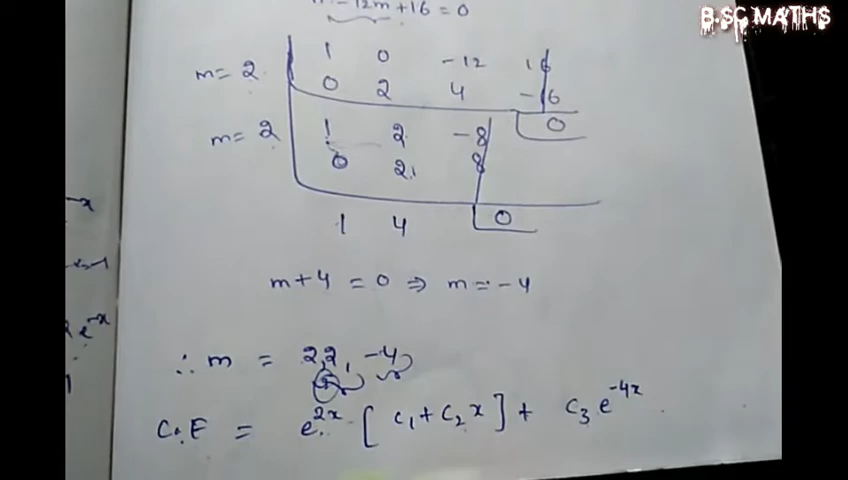 B.SC MATHS
-12m+16 = 0
m= 2 1 0 -12 16
0 2 4 -16
m= 2 1 2 -8 0
0 2 8
1 4 0
m+4 = 0 ⇒ m = -4
-x
∴ m = 2,2, -4
e^-x
C.F = e^2x [ c₁+c₂x ] + c₃ e^-4x